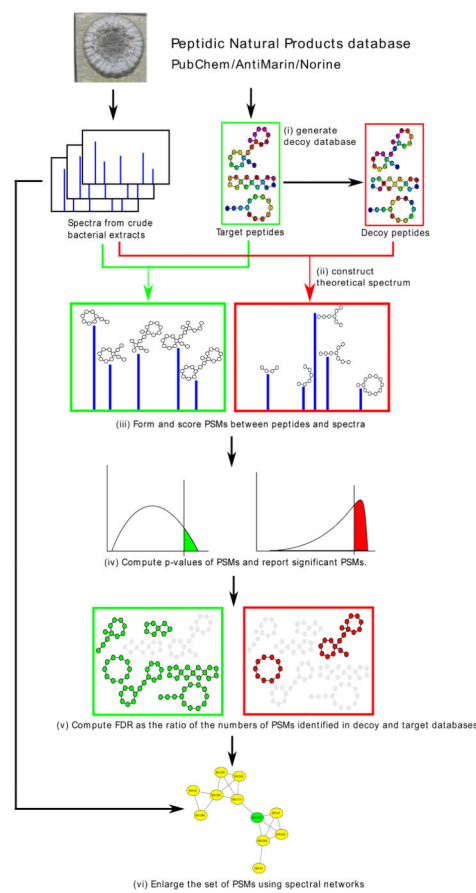 Peptidic Natural Products database
PubChem/AntiMarin/Norine
(i) generate
decoy database
Spectra from crude
bacterial extracts
Target peptides
Decoy peptides
(ii) construct
theoretical spectrum
(iii) Form and score PSMs between peptides and spectra
(iv) Compute p-values of PSMs and report significant PSMs.
(v) Compute FDR as the ratio of the numbers of PSMs identified in decoy and target databases
(vi) Enlarge the set of PSMs using spectral networks